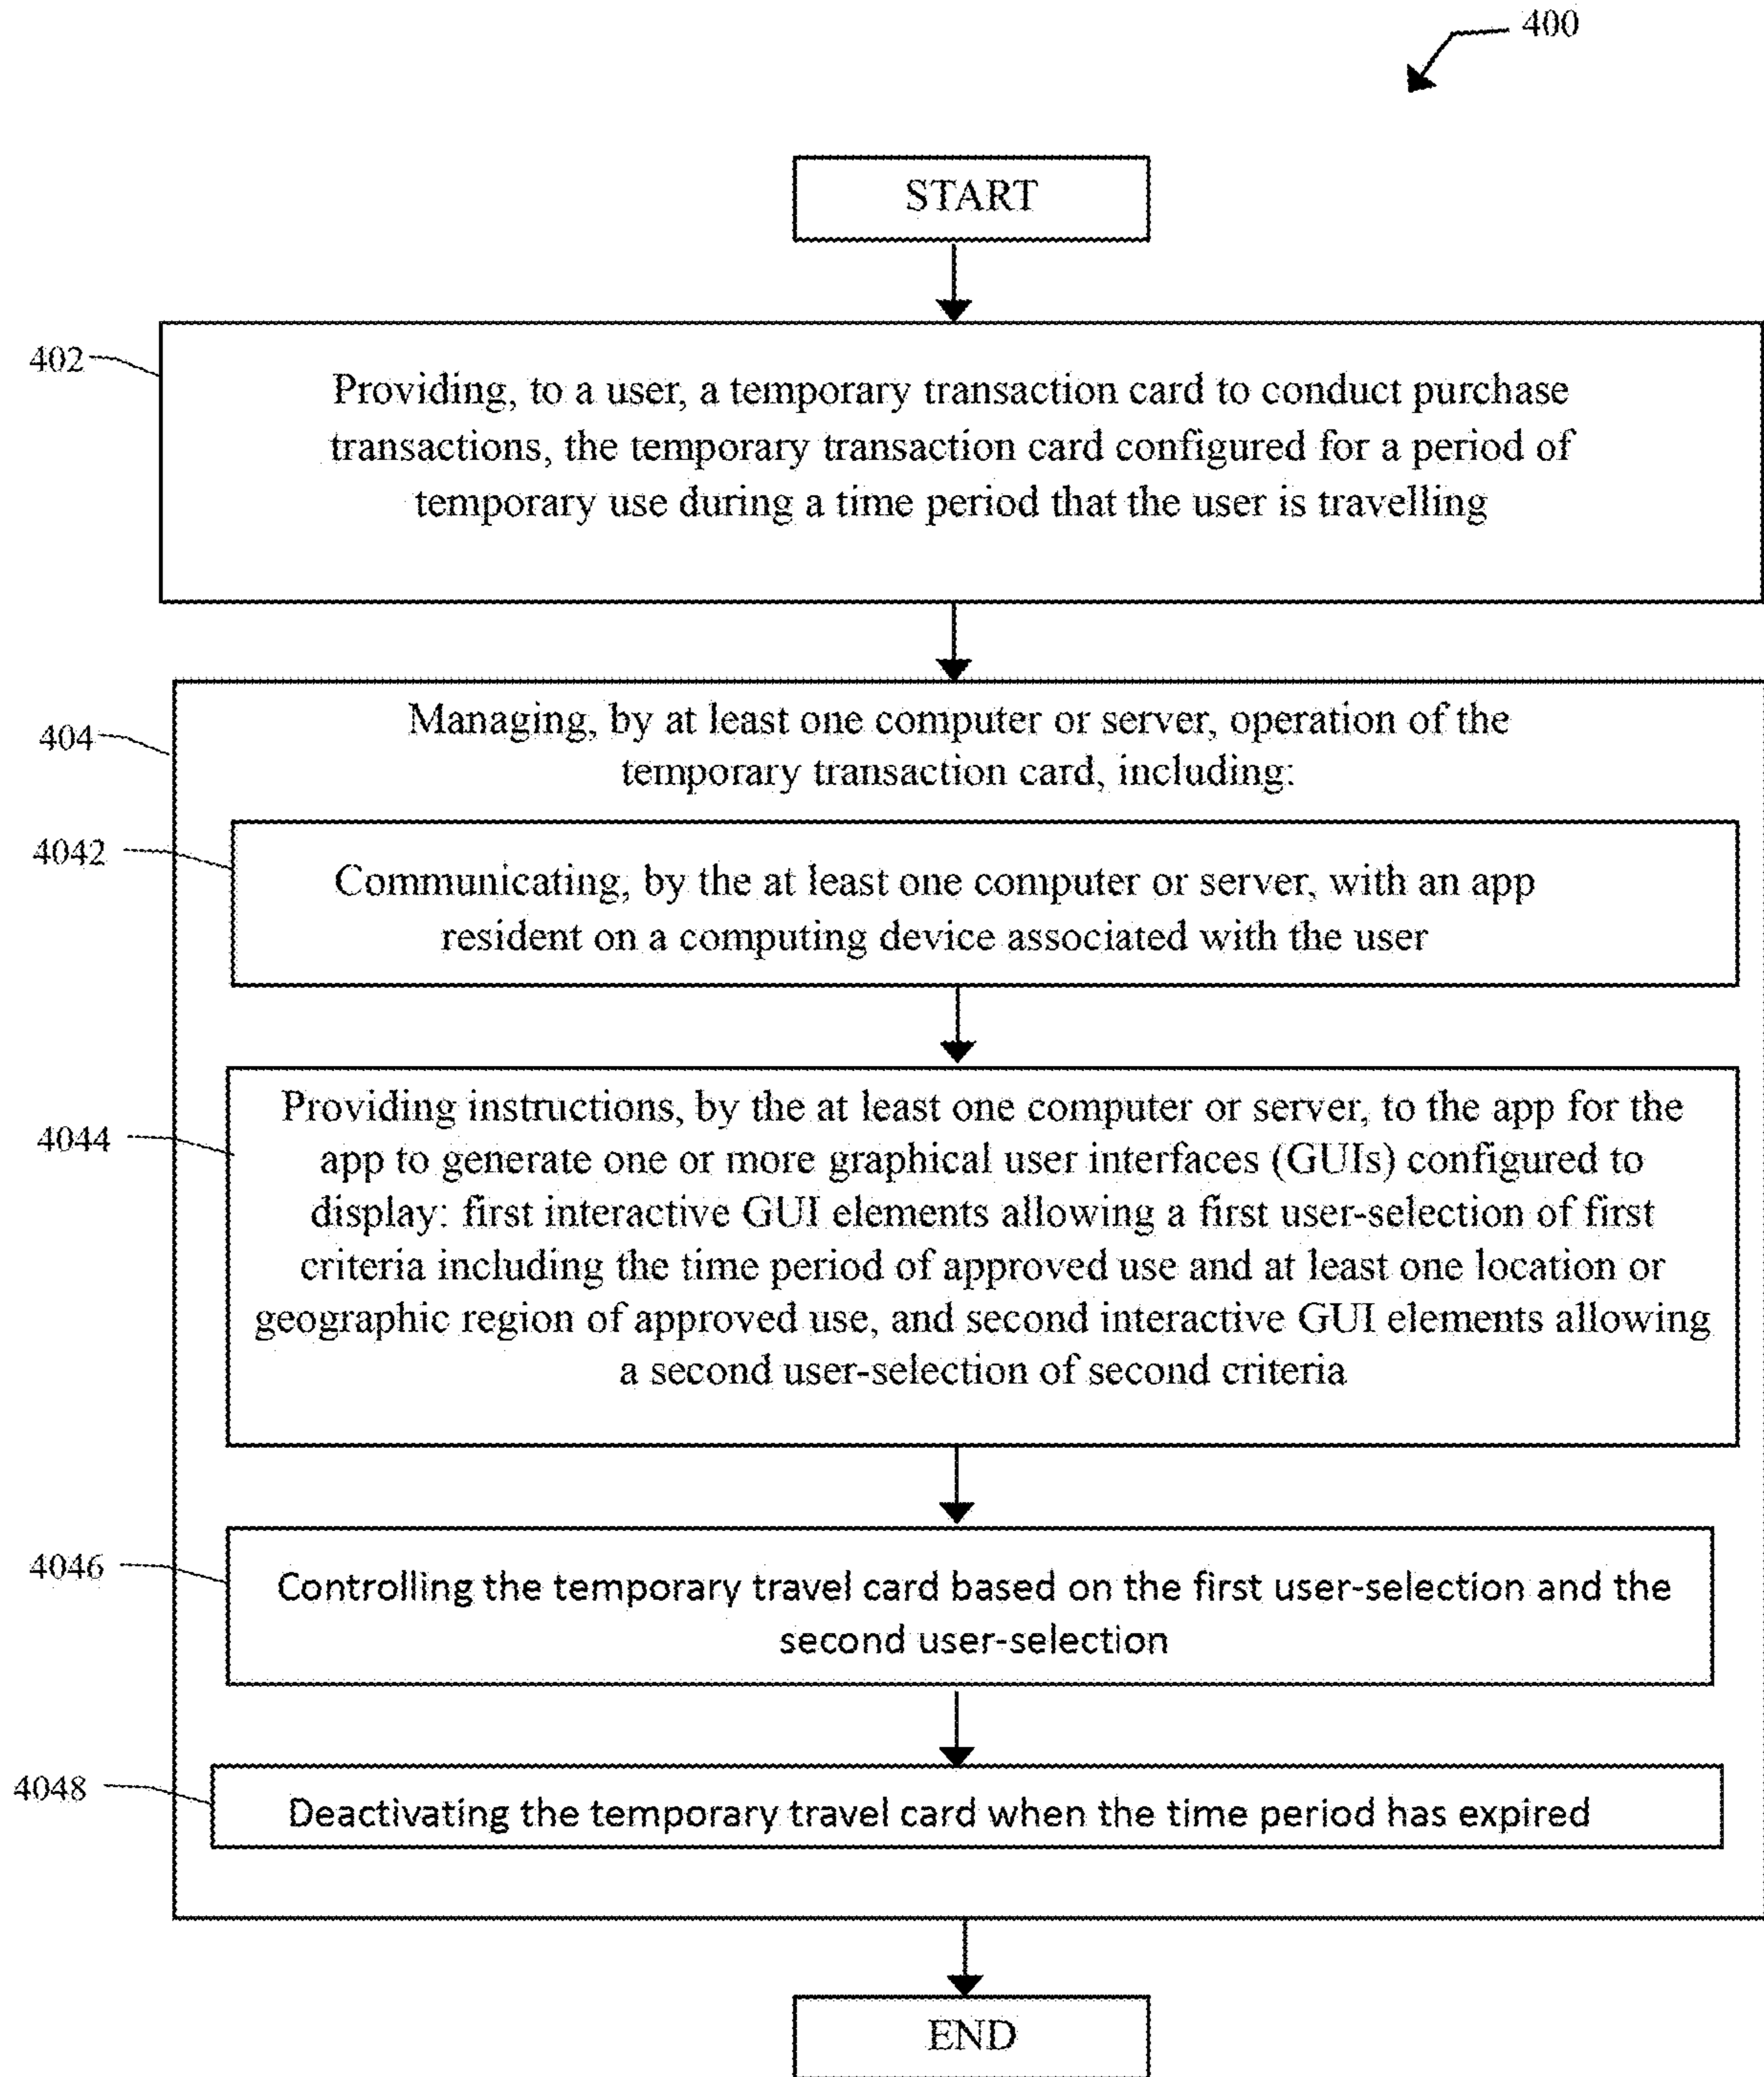 400
START
402
Providing, to a user, a temporary transaction card to conduct purchase
transactions, the temporary transaction card configured for a period of
temporary use during a time period that the user is travelling
404
Managing, by at least one computer or server, operation of the
temporary transaction card, including:
4042
Communicating, by the at least one computer or server, with an app
resident on a computing device associated with the user
4044
Providing instructions, by the at least one computer or server, to the app for the
app to generate one or more graphical user interfaces (GUIs) configured to
display: first interactive GUI elements allowing a first user-selection of first
criteria including the time period of approved use and at least one location or
geographic region of approved use, and second interactive GUI elements allowing
a second user-selection of second criteria
4046
Controlling the temporary travel card based on the first user-selection and the
second user-selection
4048
Deactivating the temporary travel card when the time period has expired
END